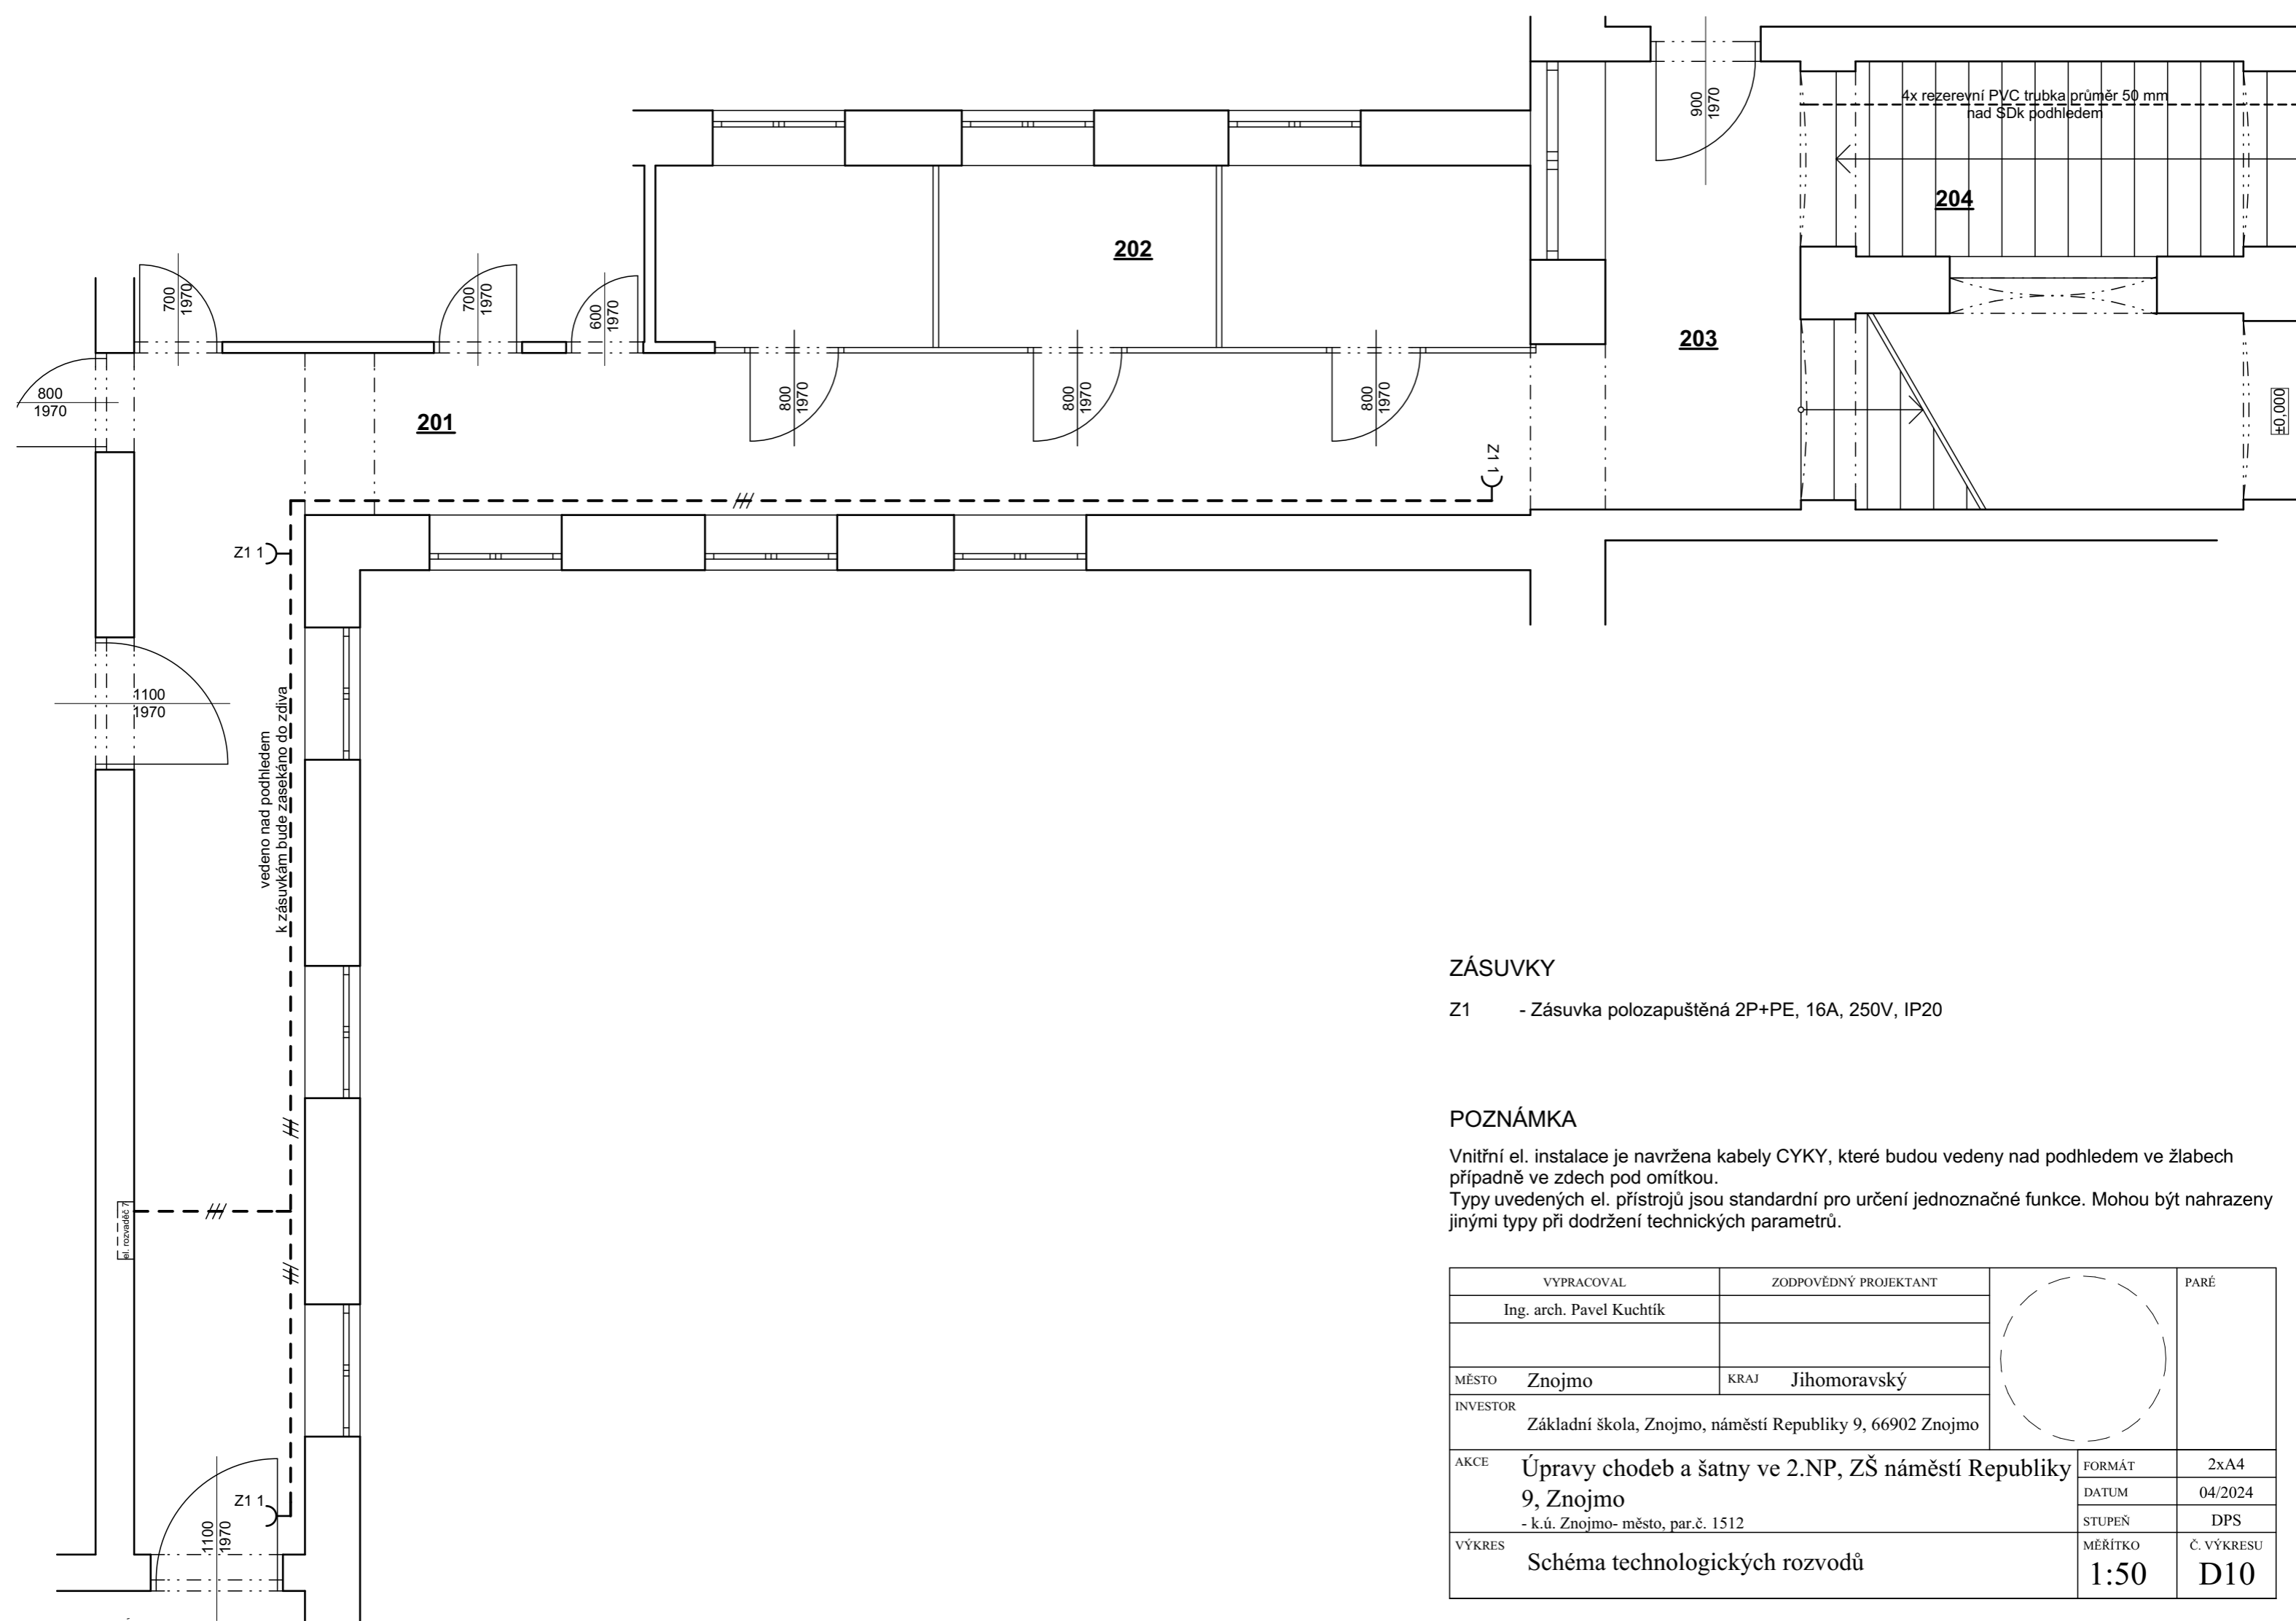 4x rezerevní PVC trubka průměr 50 mm
nad SDk podhledem
900
1970
204
202
203
700
1970
700
1970
600
1970
800
1970
201
800
1970
800
1970
800
1970
±0,000
Z1 1
Z1 1
1100
1970
vedeno nad podhledem
k zásuvkám bude zasekáno do zdiva
el. rozvaděč 7
Z1 1
1100
1970
ZÁSUVKY
Z1 - Zásuvka polozapuštěná 2P+PE, 16A, 250V, IP20
POZNÁMKA
Vnitřní el. instalace je navržena kabely CYKY, které budou vedeny nad podhledem ve žlabech
případně ve zdech pod omítkou.
Typy uvedených el. přístrojů jsou standardní pro určení jednoznačné funkce. Mohou být nahrazeny
jinými typy při dodržení technických parametrů.
VYPRACOVAL ZODPOVĚDNÝ PROJEKTANT PARÉ
Ing. arch. Pavel Kuchtík
MĚSTO Znojmo KRAJ Jihomoravský
INVESTOR
Základní škola, Znojmo, náměstí Republiky 9, 66902 Znojmo
AKCE Úpravy chodeb a šatny ve 2.NP, ZŠ náměstí Republiky
9, Znojmo
- k.ú. Znojmo- město, par.č. 1512
FORMÁT 2xA4
DATUM 04/2024
STUPEŇ DPS
VÝKRES Schéma technologických rozvodů
MĚŘÍTKO
1:50
Č. VÝKRESU
D10